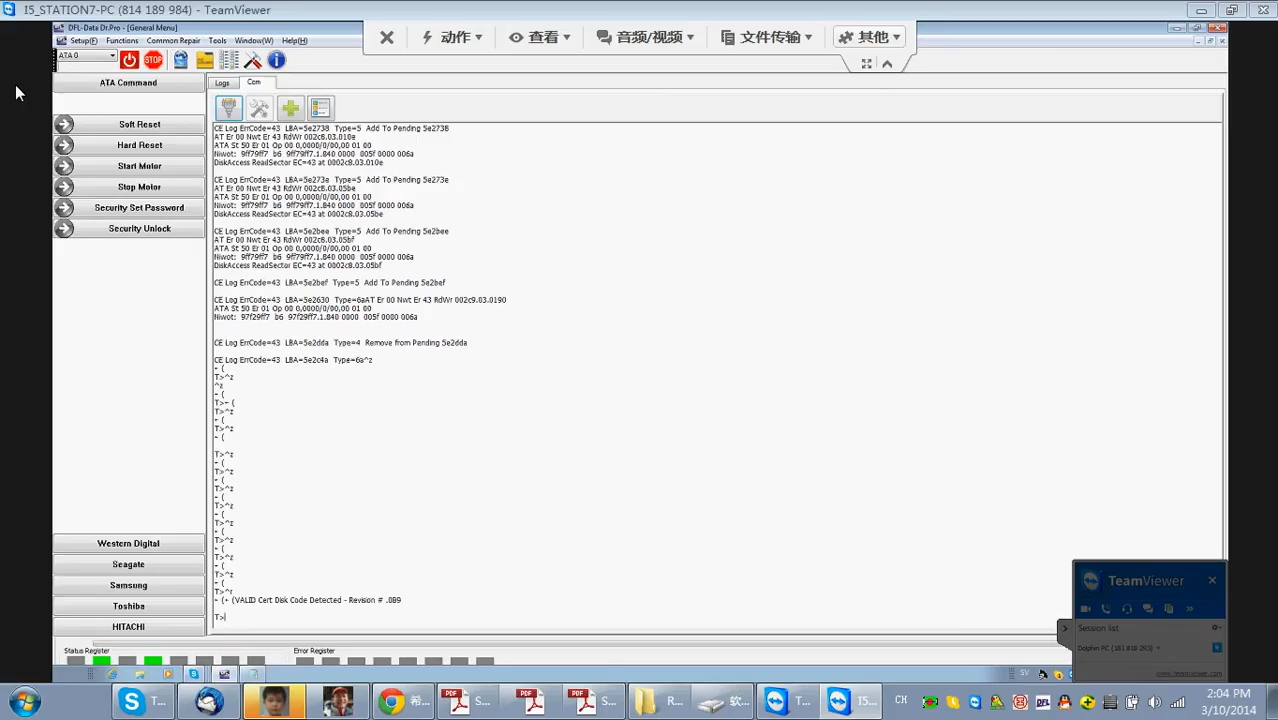 I5_STATION7-PC (814 189 984) - TeamViewer
DFL-Data Dr.Pro - [General Menu]
Setup(F) Functions Common Repair Tools Window(W) Help(H)
动作 查看 音频/视频 文件传输 其他
ATA 0
STOP
ATA Command
Logs Com
Soft Reset
Hard Reset
Start Motor
Stop Motor
Security Set Password
Security Unlock
CE Log ErrCode=43 LBA=5e2738 Type=5 Add To Pending 5e2738
AT Er 00 Nwt Er 43 RdWr 002c8.03.010e
ATA St 50 Er 01 Op 00 0,0000/0/00,00 01 00
Niwot: 9ff79ff7 b6 9ff79ff7.1.840 0000 005f 0000 006a
DiskAccess ReadSector EC=43 at 0002c8.03.010e
CE Log ErrCode=43 LBA=5e273e Type=5 Add To Pending 5e273e
AT Er 00 Nwt Er 43 RdWr 002c8.03.05be
ATA St 50 Er 01 Op 00 0,0000/0/00,00 01 00
Niwot: 9ff79ff7 b6 9ff79ff7.1.840 0000 005f 0000 006a
DiskAccess ReadSector EC=43 at 0002c8.03.05be
CE Log ErrCode=43 LBA=5e2bee Type=5 Add To Pending 5e2bee
AT Er 00 Nwt Er 43 RdWr 002c8.03.05bf
ATA St 50 Er 01 Op 00 0,0000/0/00,00 01 00
Niwot: 9ff79ff7 b6 9ff79ff7.1.840 0000 005f 0000 006a
DiskAccess ReadSector EC=43 at 0002c8.03.05bf
CE Log ErrCode=43 LBA=5e2bef Type=5 Add To Pending 5e2bef
CE Log ErrCode=43 LBA=5e2630 Type=6aAT Er 00 Nwt Er 43 RdWr 002c9.03.0190
ATA St 50 Er 01 Op 00 0,0000/0/00,00 01 00
Niwot: 97f29ff7 b6 97f29ff7.1.840 0000 005f 0000 006a
CE Log ErrCode=43 LBA=5e2dda Type=4 Remove from Pending 5e2dda
CE Log ErrCode=43 LBA=5e2c4a Type=6a^z
- (
T>^z
^z
- (
T>- (
T>^z
- (
T>^z
- (
T>^z
- (
T>^z
- (
T>^z
- (
T>^z
- (
T>^z
- (
T>^z
- (
T>^z
- (
T>^z
- (
T>^r
- (+ (VALID Cert Disk Code Detected - Revision # .0B9
T>
Western Digital
Seagate
Samsung
Toshiba
HITACHI
Status Register Error Register
TeamViewer
Session list
Dolphin PC (181 818 293)
www.teamviewer.com
SV
T... 希... S... S... R... 软... T... I5... CH
2:04 PM
3/10/2014